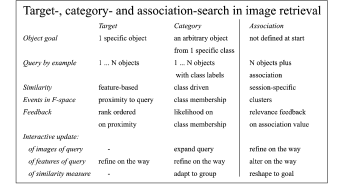 Target-, category- and association-search in image retrieval
Target Category Association
Object goal 1 specific object an arbitrary object not defined at start
from 1 specific class
Query by example 1 ... N objects 1 ... N objects N objects plus
with class labels association
Similarity feature-based class driven session-specific
Events in F-space proximity to query class membership clusters
Feedback rank ordered likelihood on relevance feedback
on proximity class membership on association value
Interactive update:
of images of query - expand query refine on the way
of features of query refine on the way refine on the way alter on the way
of similarity measure - adapt to group reshape to goal